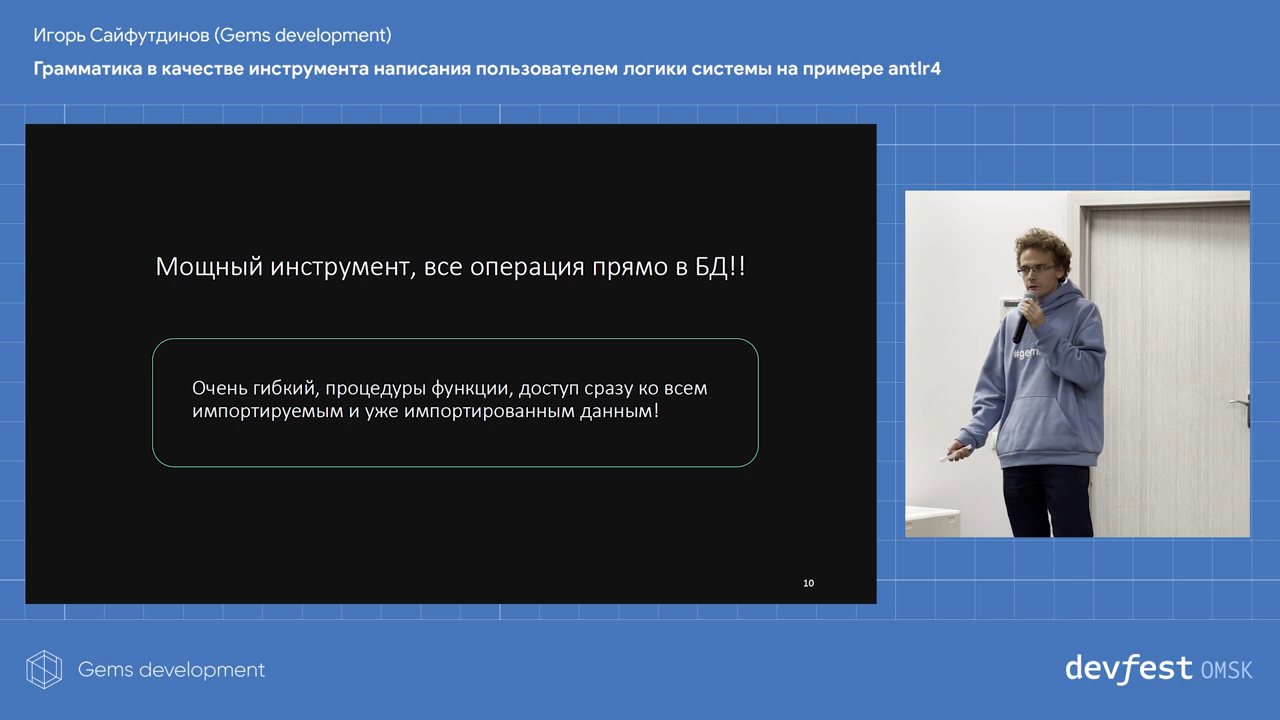 Игорь Сайфутдинов (Gems development)
Грамматика в качестве инструмента написания пользователем логики системы на примере antlr4
Мощный инструмент, все операция прямо в БД!!
Очень гибкий, процедуры функции, доступ сразу ко всем
импортируемым и уже импортированным данным!
10
#gem
Gems development
devfest OMSK